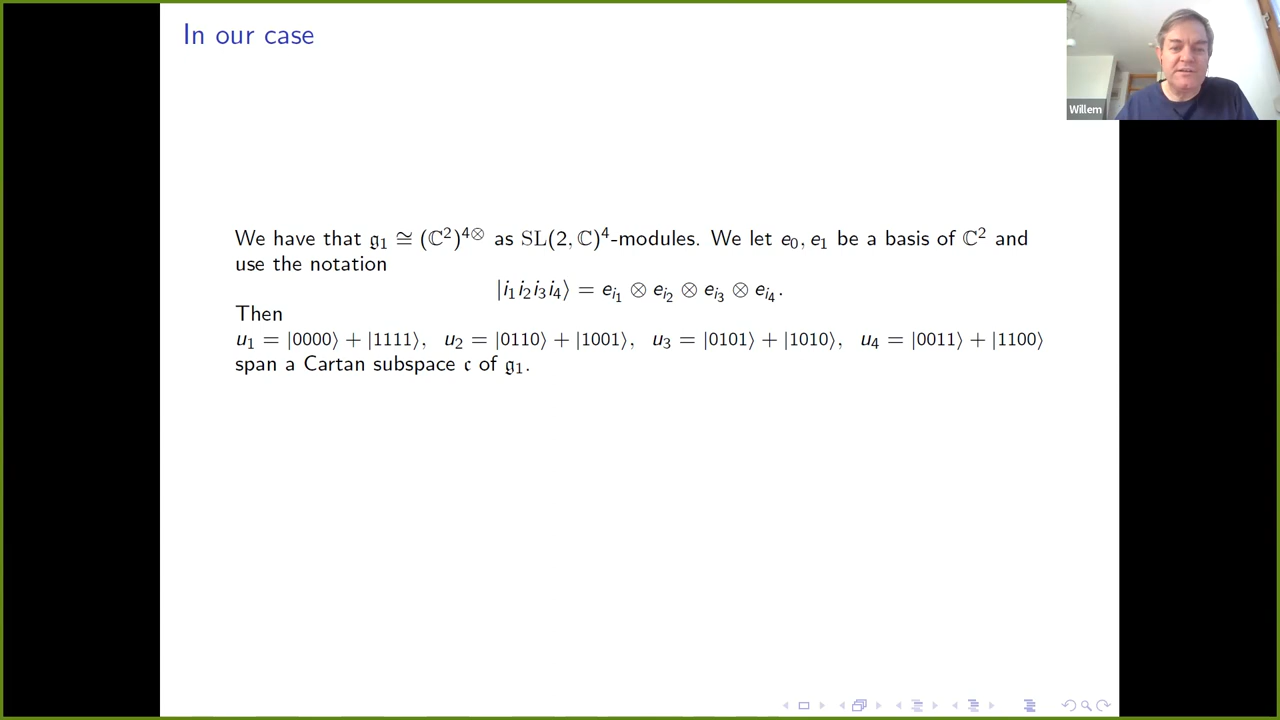 In our case
Willem
We have that 𝔤₁ ≅ (ℂ²)⁴⊗ as SL(2, ℂ)⁴-modules. We let e₀, e₁ be a basis of ℂ² and
use the notation
|i₁i₂i₃i₄⟩ = e_{i₁} ⊗ e_{i₂} ⊗ e_{i₃} ⊗ e_{i₄}.
Then
u₁ = |0000⟩ + |1111⟩, u₂ = |0110⟩ + |1001⟩, u₃ = |0101⟩ + |1010⟩, u₄ = |0011⟩ + |1100⟩
span a Cartan subspace 𝔠 of 𝔤₁.